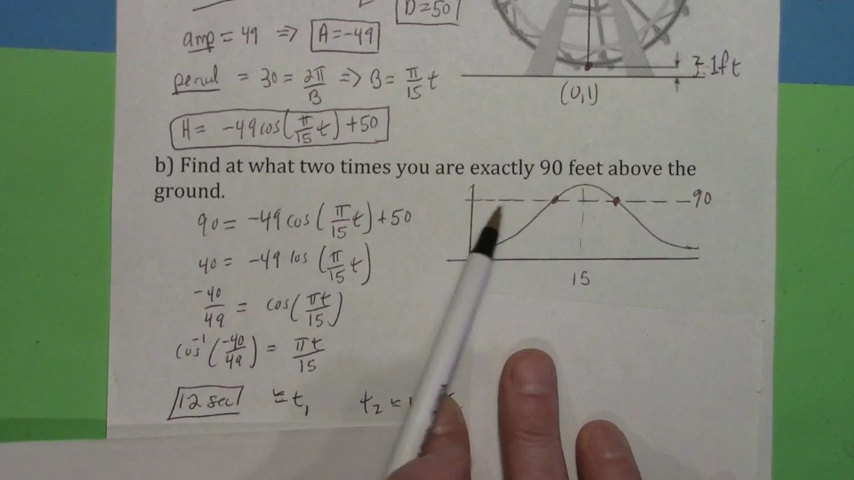 D=50
amp = 49 => A=-49
period = 30 = 2π/B => B= π/15 t
.1ft
(0,1)
H= -49cos(π/15 t)+50
b) Find at what two times you are exactly 90 feet above the
ground.
90= -49 cos(π/15 t)+50
90
40= -49 cos(π/15 t)
15
-40/49 = cos(πt/15)
cos⁻¹(-40/49) = πt/15
12 sec ≈ t₁ t₂ ≈